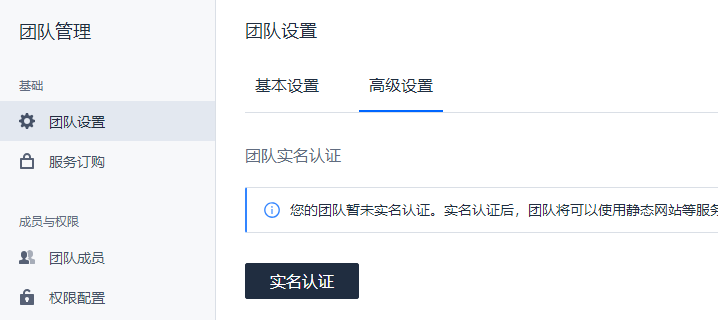 团队管理
基础
团队设置
服务订购
成员与权限
团队成员
权限配置
团队设置
基本设置
高级设置
团队实名认证
您的团队暂未实名认证。实名认证后，团队将可以使用静态网站等服务
实名认证